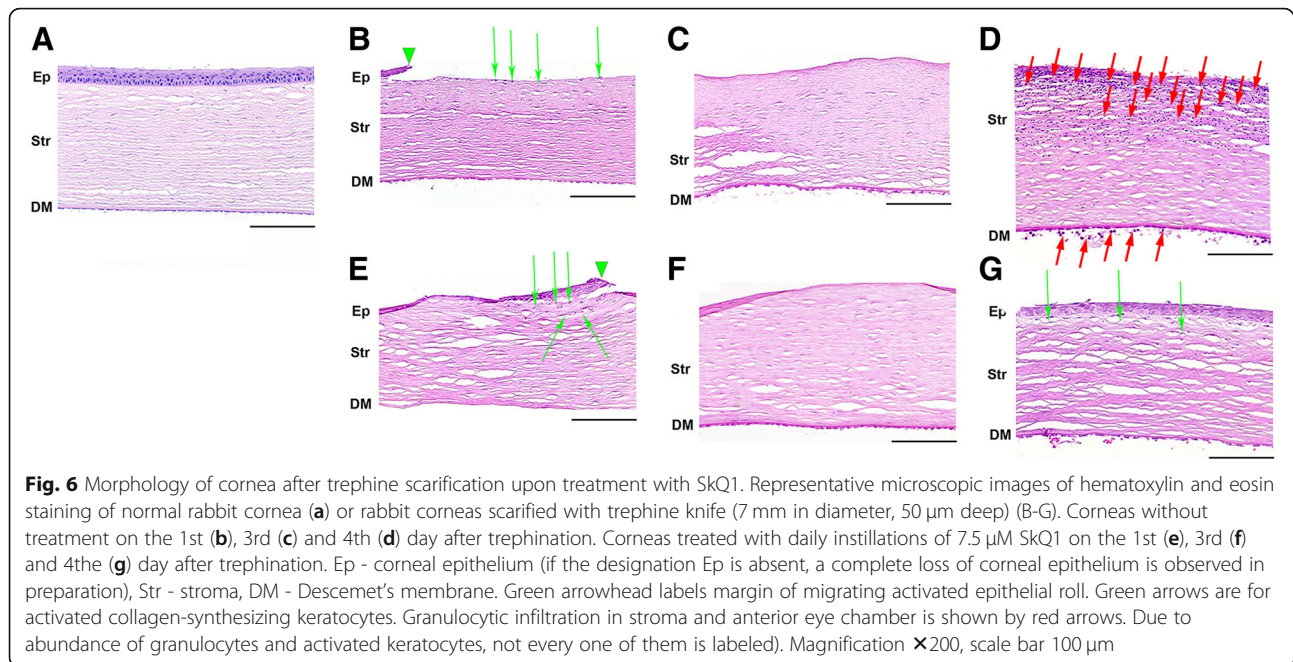 A
B
C
D
Ep
Str
DM
Ep
Str
DM
Str
DM
Str
DM
E
F
G
Ep
Str
DM
Ep
Str
DM
Ep
Str
DM
Fig. 6 Morphology of cornea after trephine scarification upon treatment with SkQ1. Representative microscopic images of hematoxylin and eosin
staining of normal rabbit cornea (a) or rabbit corneas scarified with trephine knife (7 mm in diameter, 50 μm deep) (B-G). Corneas without
treatment on the 1st (b), 3rd (c) and 4th (d) day after trephination. Corneas treated with daily instillations of 7.5 μM SkQ1 on the 1st (e), 3rd (f)
and 4the (g) day after trephination. Ep - corneal epithelium (if the designation Ep is absent, a complete loss of corneal epithelium is observed in
preparation), Str - stroma, DM - Descemet's membrane. Green arrowhead labels margin of migrating activated epithelial roll. Green arrows are for
activated collagen-synthesizing keratocytes. Granulocytic infiltration in stroma and anterior eye chamber is shown by red arrows. Due to
abundance of granulocytes and activated keratocytes, not every one of them is labeled). Magnification ×200, scale bar 100 μm